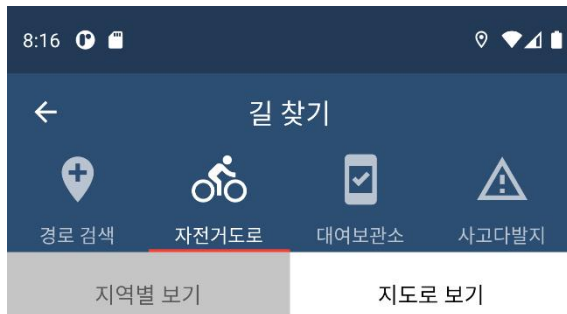 8:16
길 찾기
경로 검색 자전거도로 대여보관소 사고다발지
지역별 보기 지도로 보기